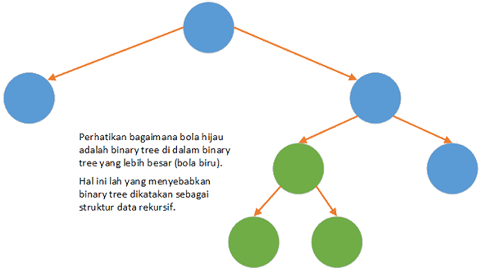 Perhatikan bagaimana bola hijau
adalah binary tree di dalam binary
tree yang lebih besar (bola biru).
Hal ini lah yang menyebabkan
binary tree dikatakan sebagai
struktur data rekursif.